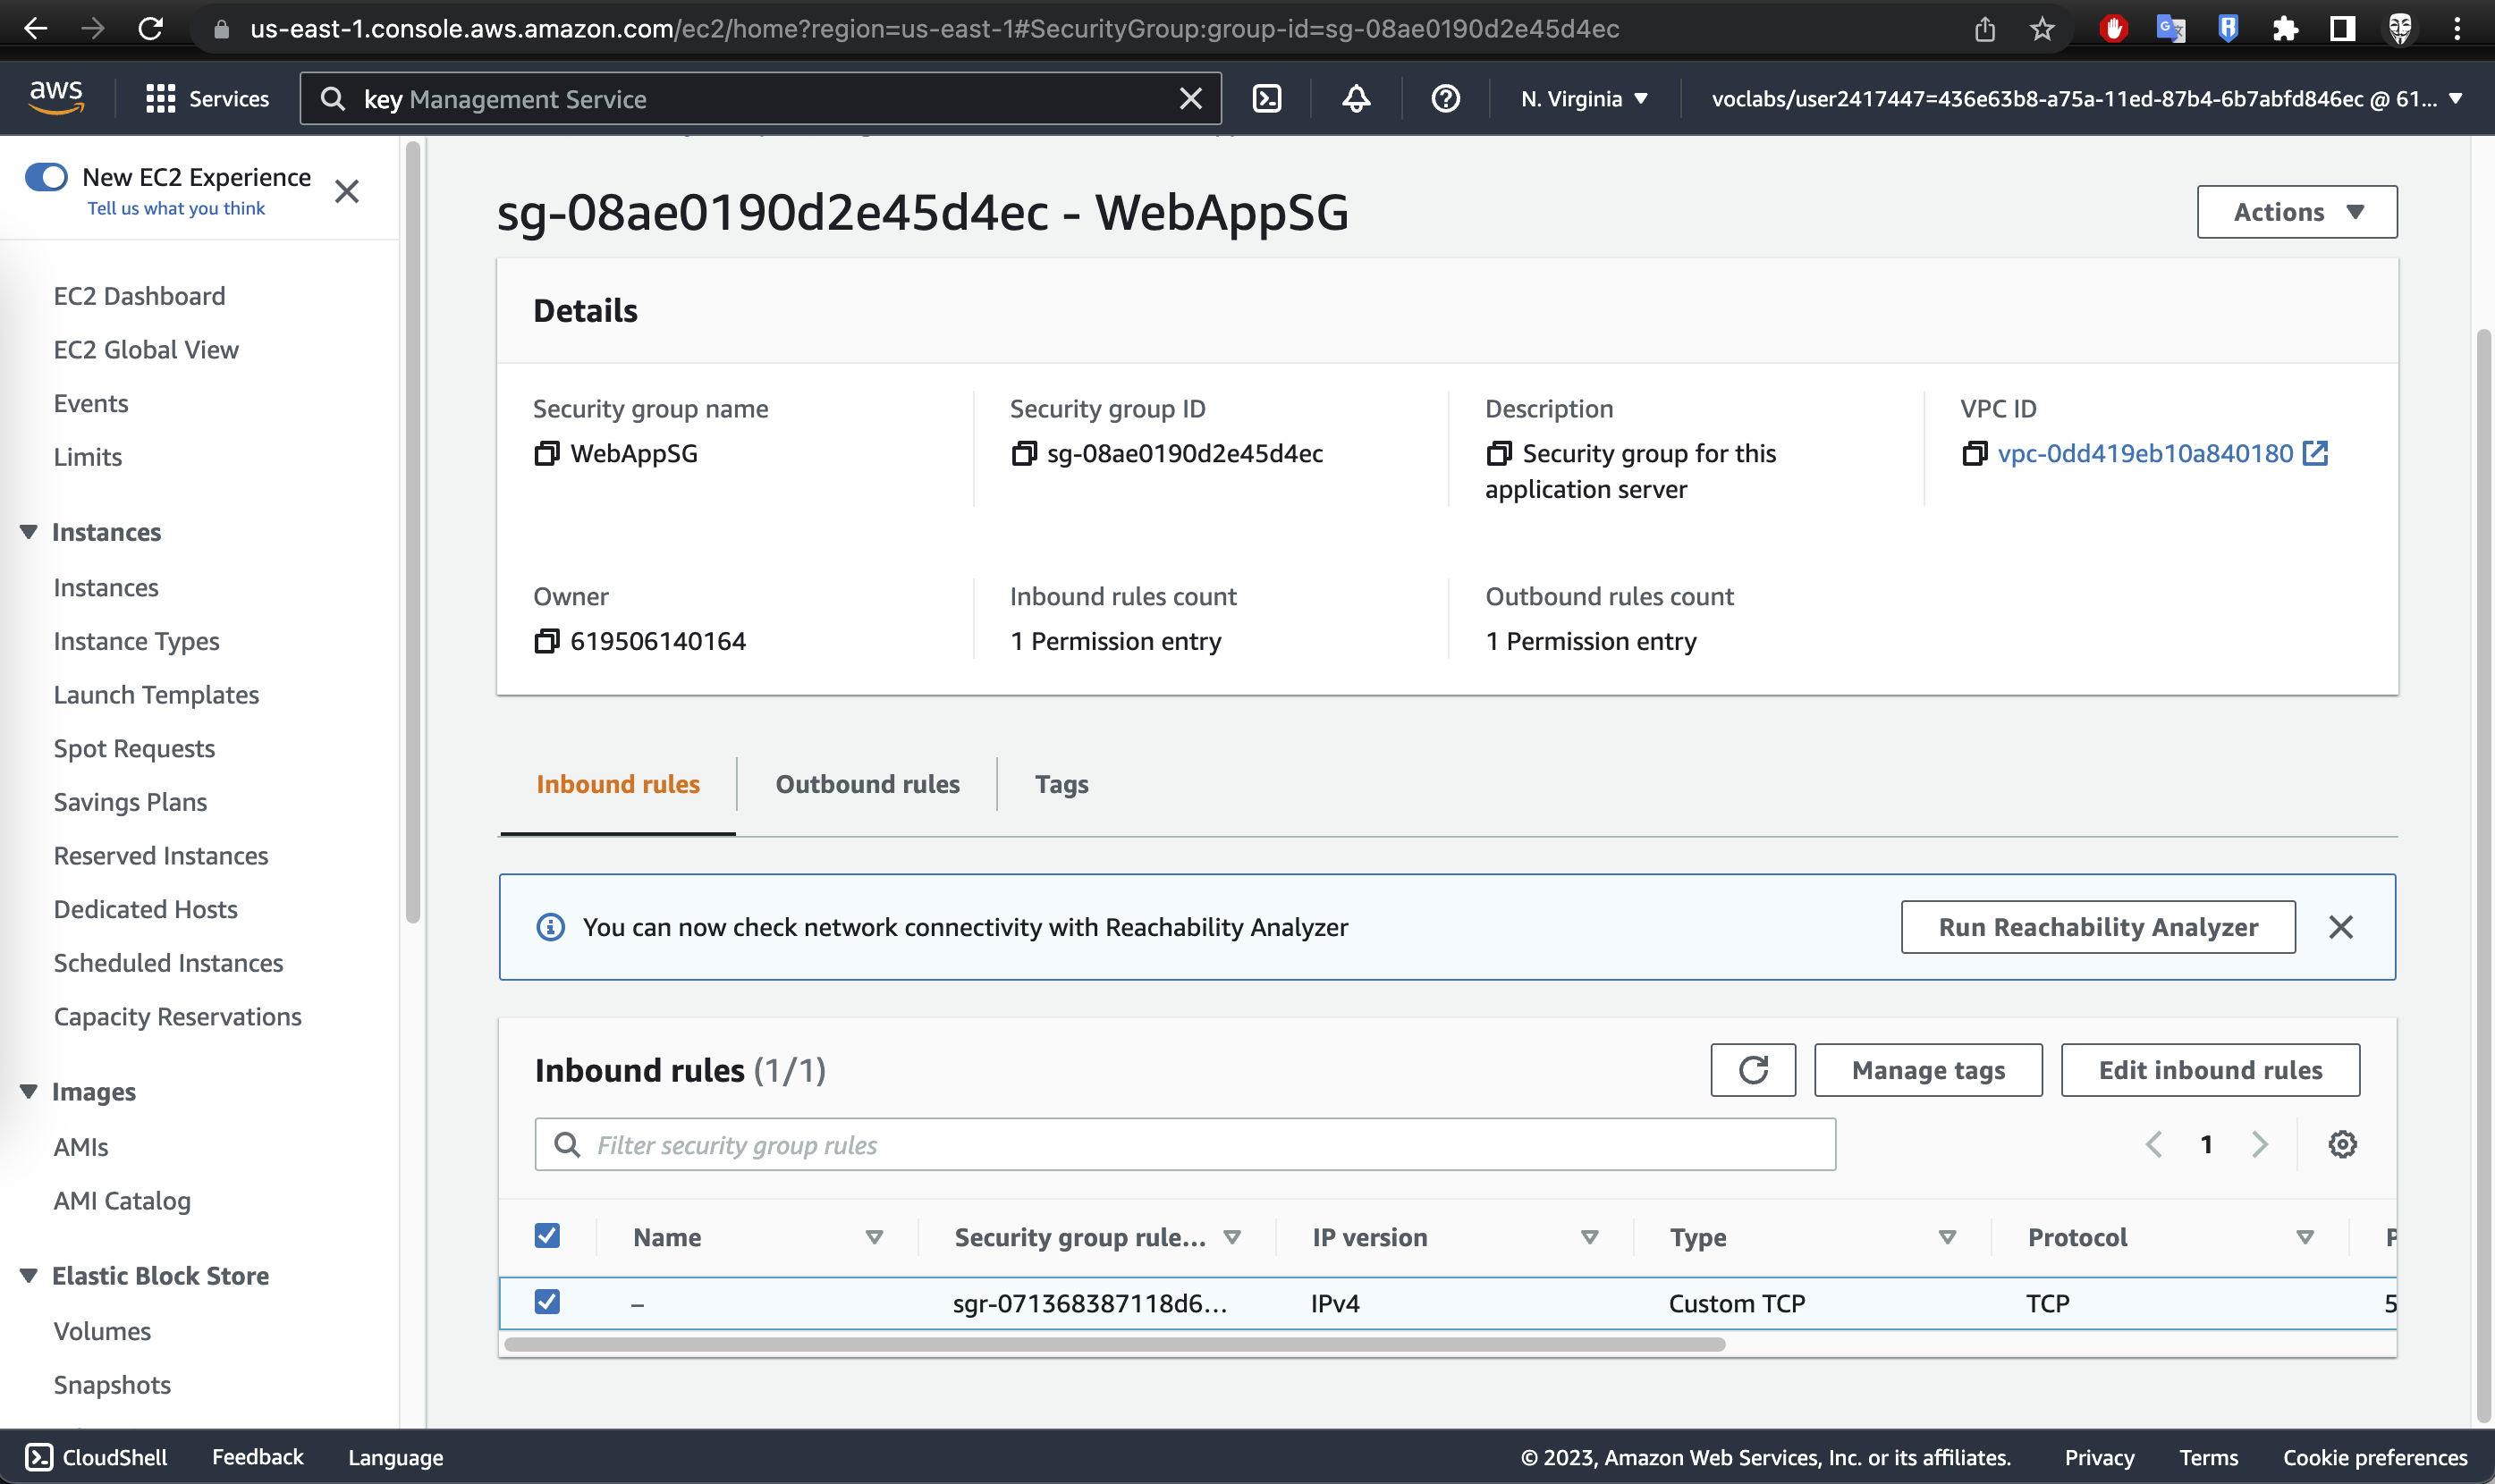 us-east-1.console.aws.amazon.com/ec2/home?region=us-east-1#SecurityGroup:group-id=sg-08ae0190d2e45d4ec
aws
Services
key Management Service
N. Virginia
voclabs/user2417447=436e63b8-a75a-11ed-87b4-6b7abfd846ec @ 61...
New EC2 Experience
Tell us what you think
EC2 Dashboard
EC2 Global View
Events
Limits
Instances
Instances
Instance Types
Launch Templates
Spot Requests
Savings Plans
Reserved Instances
Dedicated Hosts
Scheduled Instances
Capacity Reservations
Images
AMIs
AMI Catalog
Elastic Block Store
Volumes
Snapshots
sg-08ae0190d2e45d4ec - WebAppSG
Actions
Details
Security group name
WebAppSG
Security group ID
sg-08ae0190d2e45d4ec
Description
Security group for this
application server
VPC ID
vpc-0dd419eb10a840180
Owner
619506140164
Inbound rules count
1 Permission entry
Outbound rules count
1 Permission entry
Inbound rules
Outbound rules
Tags
You can now check network connectivity with Reachability Analyzer
Run Reachability Analyzer
Inbound rules (1/1)
Manage tags
Edit inbound rules
Filter security group rules
1
Name Security group rule... IP version Type Protocol
– sgr-071368387118d6... IPv4 Custom TCP TCP 5
CloudShell Feedback Language
© 2023, Amazon Web Services, Inc. or its affiliates. Privacy Terms Cookie preferences